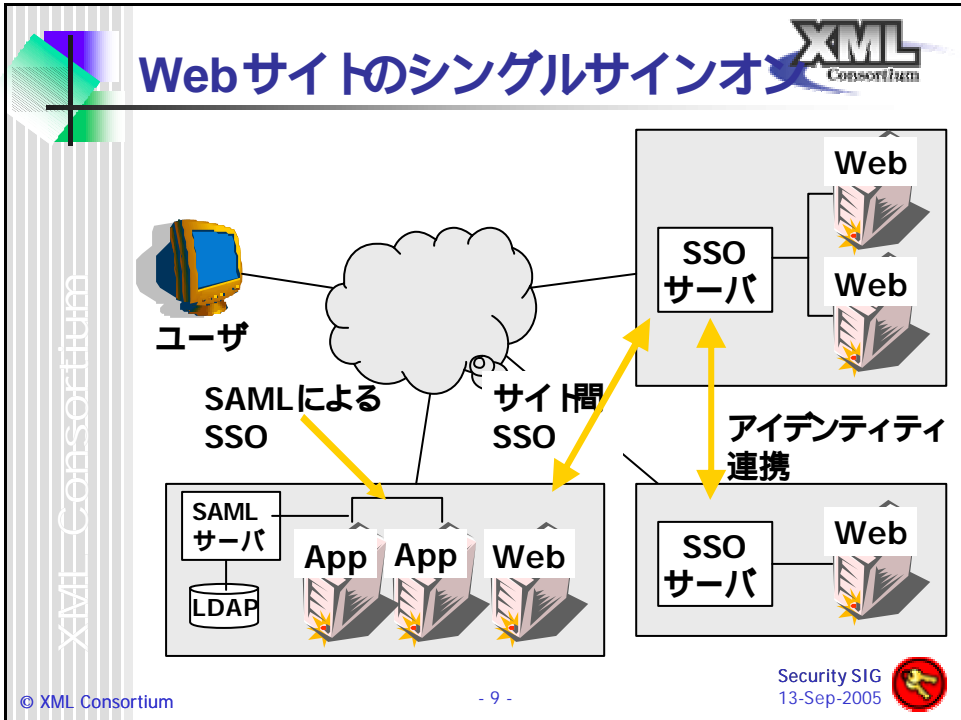 Webサイトのシングルサインオン
XML
Consortium
Web
SSO
サーバ
Web
ユーザ
SAMLによる
SSO
サイト間
SSO
アイデンティティ
連携
SAML
サーバ
LDAP
App
App
Web
SSO
サーバ
Web
XML Consortium
© XML Consortium
- 9 -
Security SIG
13-Sep-2005